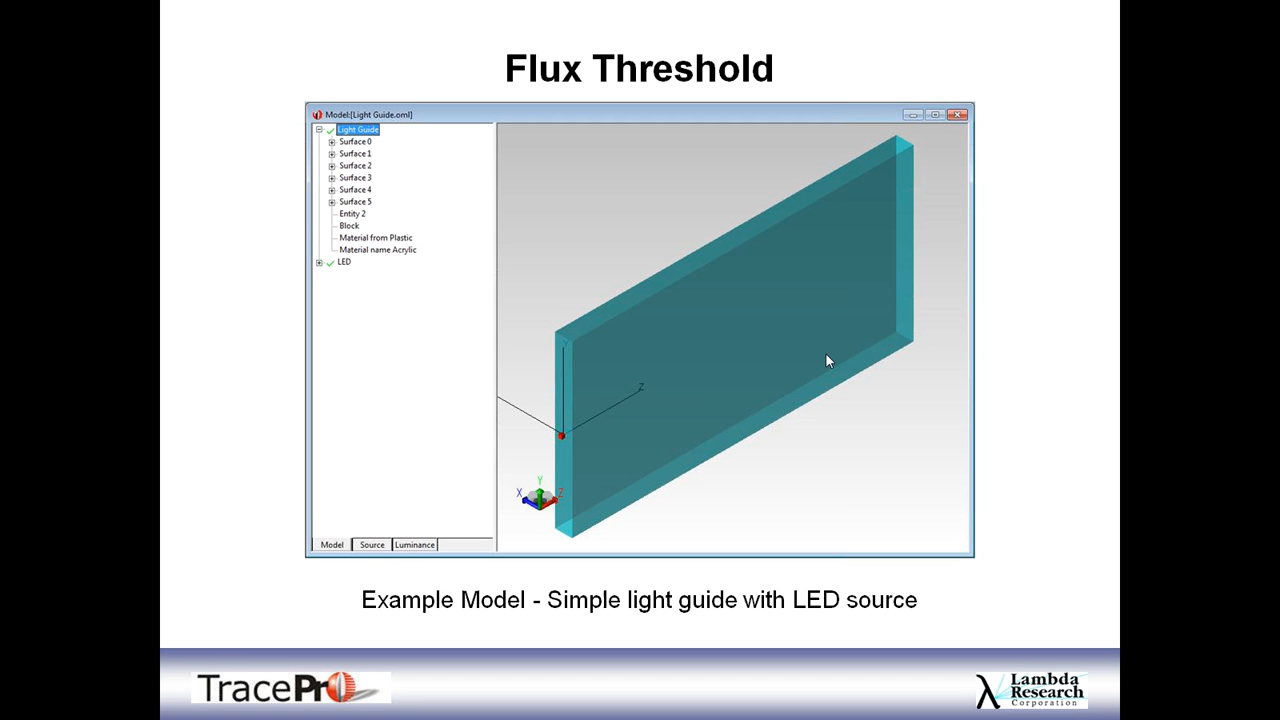 Flux Threshold
Model:[Light Guide.oml]
Light Guide
Surface 0
Surface 1
Surface 2
Surface 3
Surface 4
Surface 5
Entity 2
Block
Material from Plastic
Material name Acrylic
LED
Y
Z
X Y Z
Model Source Luminance
Example Model - Simple light guide with LED source
TracePro
Lambda
Research
Corporation